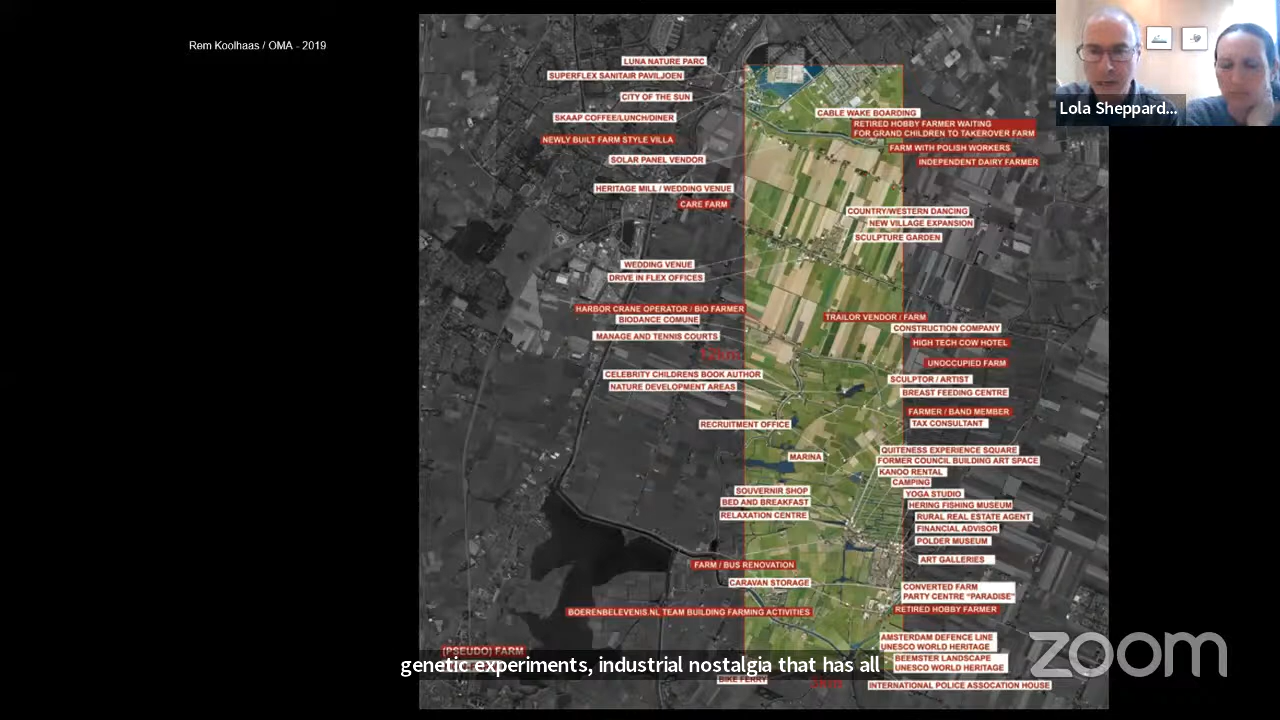 Rem Koolhaas / OMA - 2019
LUNA NATURE PARC
SUPERFLEX SANITAIR PAVILJOEN
CITY OF THE SUN
SKAAP COFFEE/LUNCH/DINER
NEWLY BUILT FARM STYLE VILLA
SOLAR PANEL VENDOR
HERITAGE MILL / WEDDING VENUE
CARE FARM
WEDDING VENUE
DRIVE IN FLEX OFFICES
HARBOR CRANE OPERATOR / BIO FARMER
BIODANCE COMUNE
MANAGE AND TENNIS COURTS
12km
CELEBRITY CHILDRENS BOOK AUTHOR
NATURE DEVELOPMENT AREAS
RECRUITMENT OFFICE
MARINA
SOUVERNIR SHOP
BED AND BREAKFAST
RELAXATION CENTRE
FARM / BUS RENOVATION
CARAVAN STORAGE
BOERENBELEVENIS.NL TEAM BUILDING FARMING ACTIVITIES
(PSEUDO) FARM
BIKE FERRY
CABLE WAKE BOARDING
RETIRED HOBBY FARMER WAITING
FOR GRAND CHILDREN TO TAKEOVER FARM
FARM WITH POLISH WORKERS
INDEPENDENT DAIRY FARMER
COUNTRY/WESTERN DANCING
NEW VILLAGE EXPANSION
SCULPTURE GARDEN
TRAILOR VENDOR / FARM
CONSTRUCTION COMPANY
HIGH TECH COW HOTEL
UNOCCUPIED FARM
SCULPTOR / ARTIST
BREAST FEEDING CENTRE
FARMER / BAND MEMBER
TAX CONSULTANT
QUITENESS EXPERIENCE SQUARE
FORMER COUNCIL BUILDING ART SPACE
KANOO RENTAL
CAMPING
YOGA STUDIO
HERING FISHING MUSEUM
RURAL REAL ESTATE AGENT
FINANCIAL ADVISOR
POLDER MUSEUM
ART GALLERIES
CONVERTED FARM
PARTY CENTRE "PARADISE"
RETIRED HOBBY FARMER
AMSTERDAM DEFENCE LINE
UNESCO WORLD HERITAGE
BEEMSTER LANDSCAPE
UNESCO WORLD HERITAGE
INTERNATIONAL POLICE ASSOCATION HOUSE
genetic experiments, industrial nostalgia that has all
Lola Sheppard...
zoom